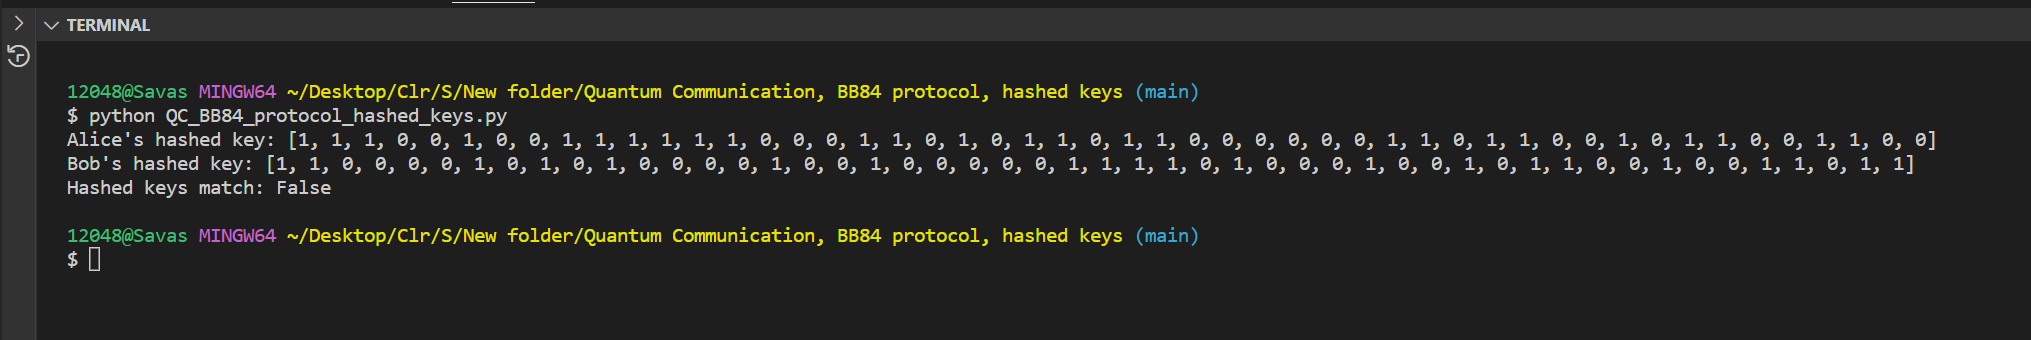 TERMINAL
12048@Savas MINGW64 ~/Desktop/Clr/S/New folder/Quantum Communication, BB84 protocol, hashed keys (main)
$ python QC_BB84_protocol_hashed_keys.py
Alice's hashed key: [1, 1, 1, 0, 0, 1, 0, 0, 1, 1, 1, 1, 1, 1, 0, 0, 0, 1, 1, 0, 1, 0, 1, 1, 0, 1, 1, 0, 0, 0, 0, 0, 0, 1, 1, 0, 1, 1, 0, 0, 1, 0, 1, 1, 0, 0, 1, 1, 0, 0]
Bob's hashed key: [1, 1, 0, 0, 0, 0, 1, 0, 1, 0, 1, 0, 0, 0, 0, 1, 0, 0, 1, 0, 0, 0, 0, 0, 1, 1, 1, 1, 0, 1, 0, 0, 0, 1, 0, 0, 1, 0, 1, 1, 0, 0, 1, 0, 0, 1, 1, 0, 1, 1]
Hashed keys match: False
12048@Savas MINGW64 ~/Desktop/Clr/S/New folder/Quantum Communication, BB84 protocol, hashed keys (main)
$